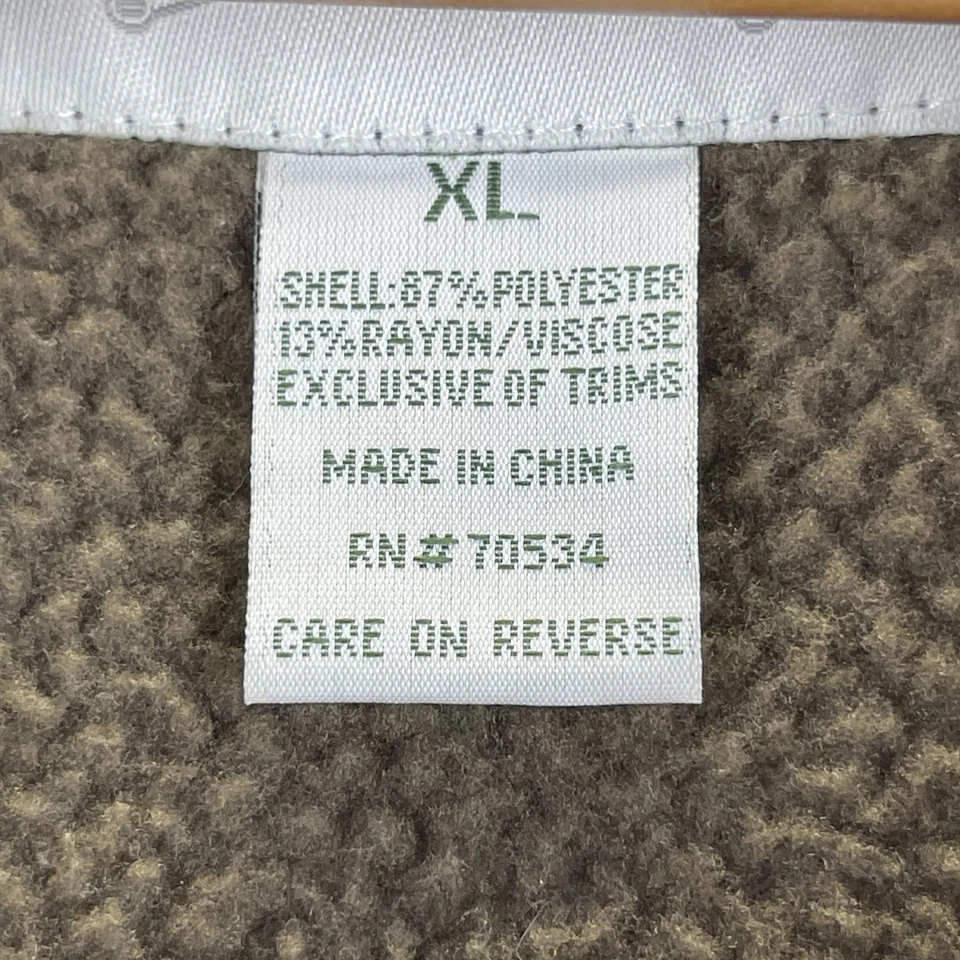 XL
SHELL:87%POLYESTER
13%RAYON/VISCOSE
EXCLUSIVE OF TRIMS
MADE IN CHINA
RN#70534
CARE ON REVERSE